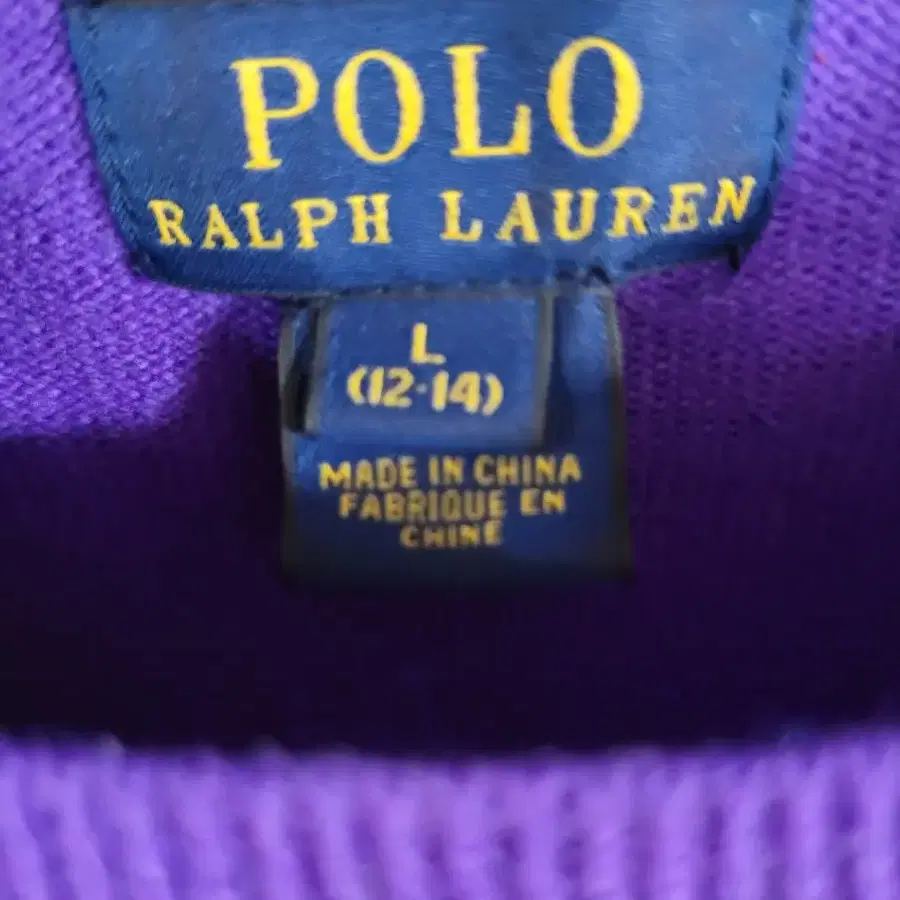 POLO
RALPH LAUREN
L
(12-14)
MADE IN CHINA
FABRIQUE EN
CHINE